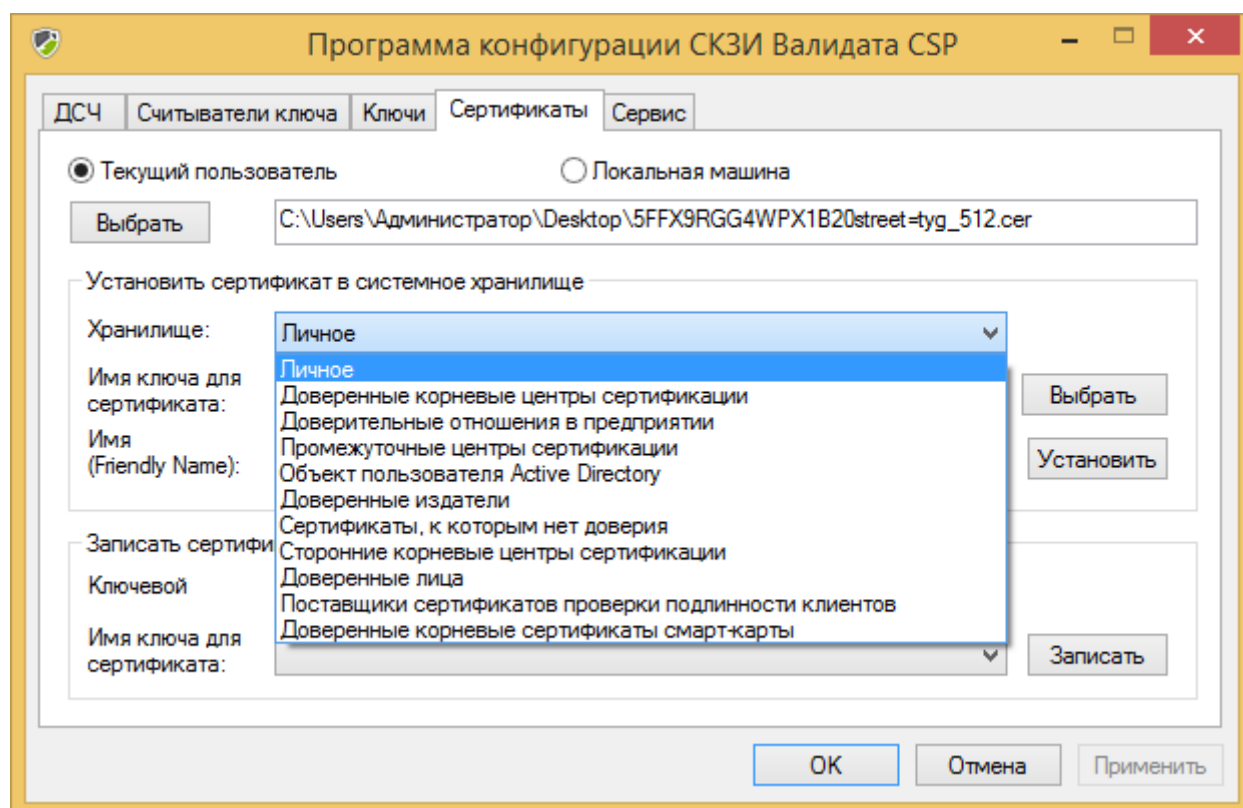 Программа конфигурации СКЗИ Валидата CSP
ДСЧ Считыватели ключа Ключи Сертификаты Сервис
Текущий пользователь Локальная машина
Выбрать C:\Users\Администратор\Desktop\5FFX9RGG4WPX1B20street=tyg_512.cer
Установить сертификат в системное хранилище
Хранилище: Личное
Личное
Имя ключа для
сертификата:
Доверенные корневые центры сертификации
Выбрать
Доверительные отношения в предприятии
Имя
(Friendly Name):
Промежуточные центры сертификации
Установить
Объект пользователя Active Directory
Доверенные издатели
Сертификаты, к которым нет доверия
Записать сертифи
Сторонние корневые центры сертификации
Ключевой
Доверенные лица
Поставщики сертификатов проверки подлинности клиентов
Доверенные корневые сертификаты смарт-карты
Имя ключа для
сертификата:
Записать
OK Отмена Применить